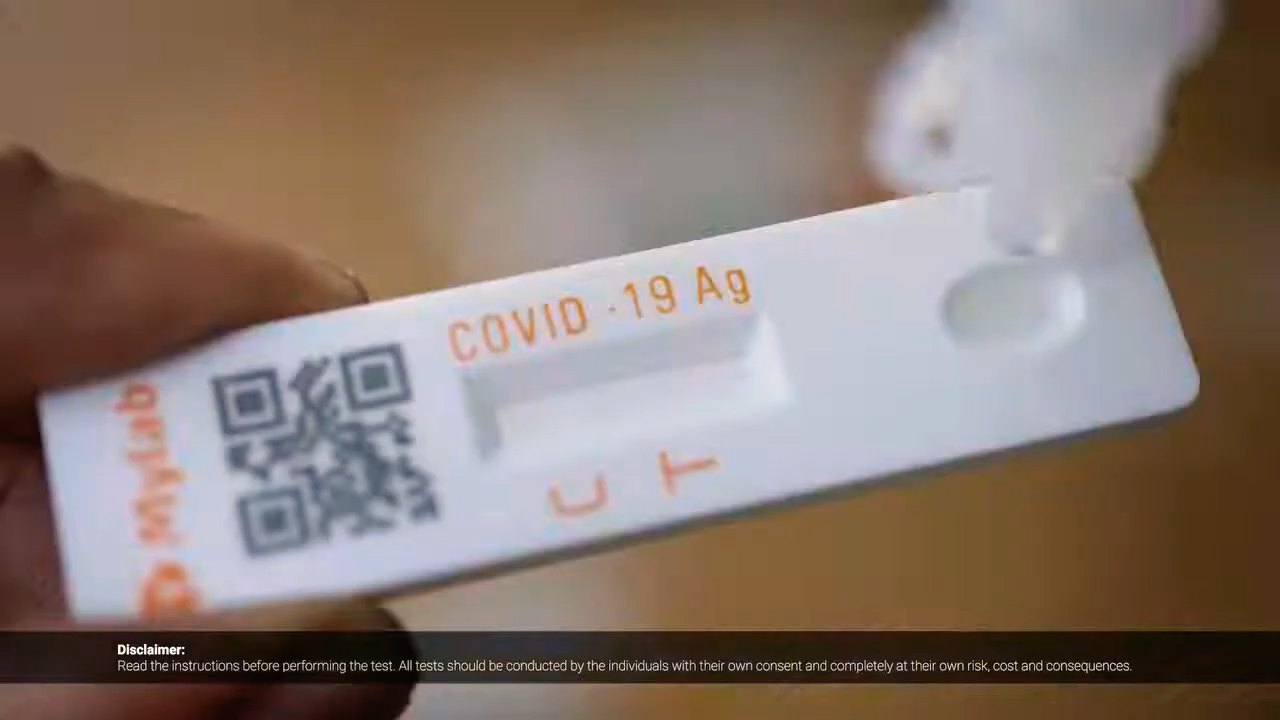 COVID -19 Ag
MyLab
C T
Disclaimer:
Read the instructions before performing the test. All tests should be conducted by the individuals with their own consent and completely at their own risk, cost and consequences.